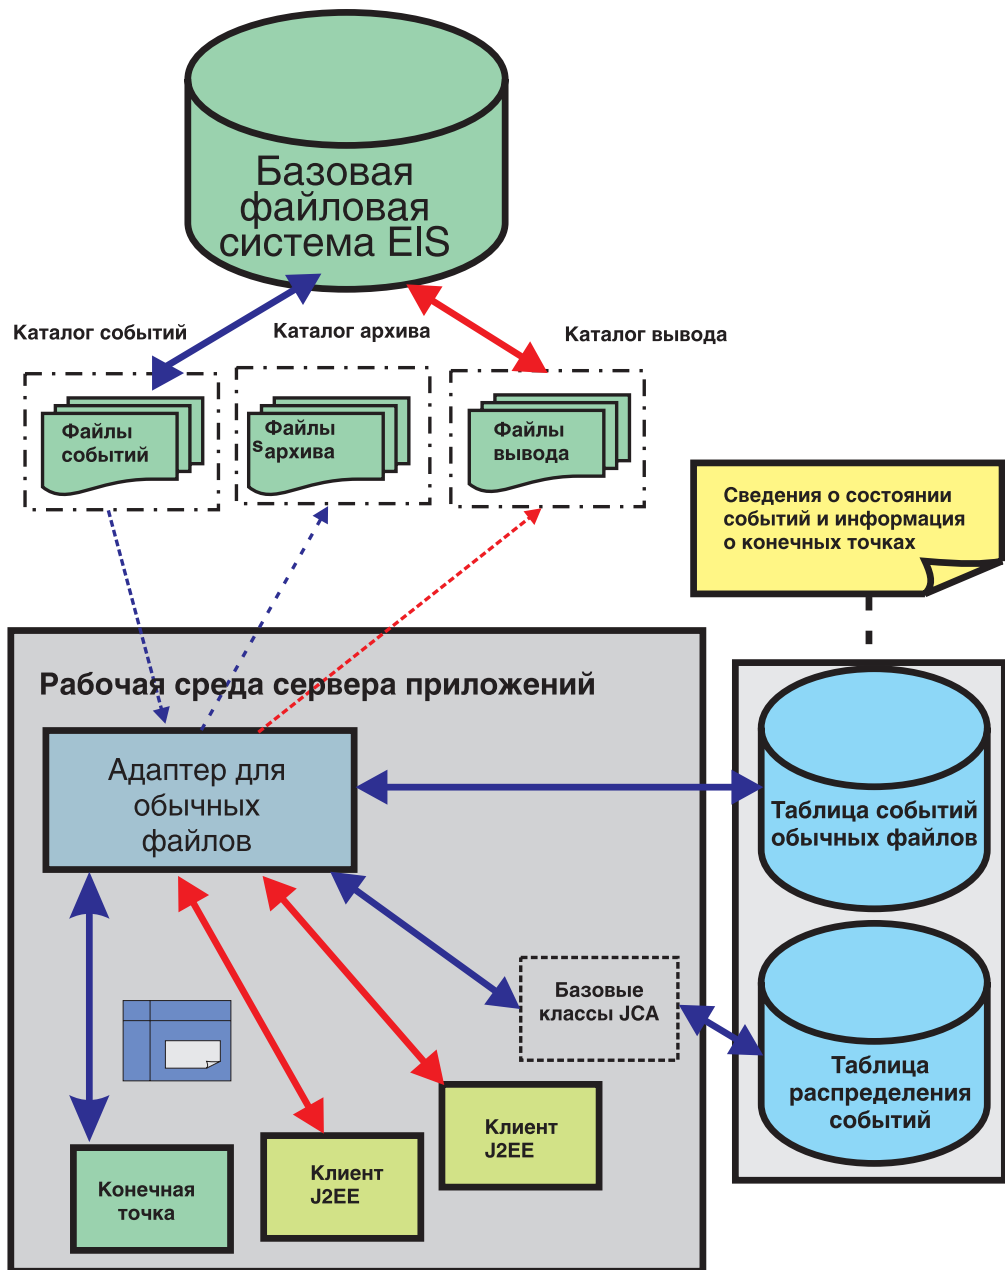 Базовая
файловая
система EIS
Каталог событий
Каталог архива
Каталог вывода
Файлы
событий
Файлы
s архива
Файлы
вывода
Сведения о состоянии
событий и информация
о конечных точках
Рабочая среда сервера приложений
Адаптер для
обычных
файлов
Таблица событий
обычных файлов
Базовые
классы JCA
Таблица
распределения
событий
Клиент
J2EE
Клиент
J2EE
Конечная
точка